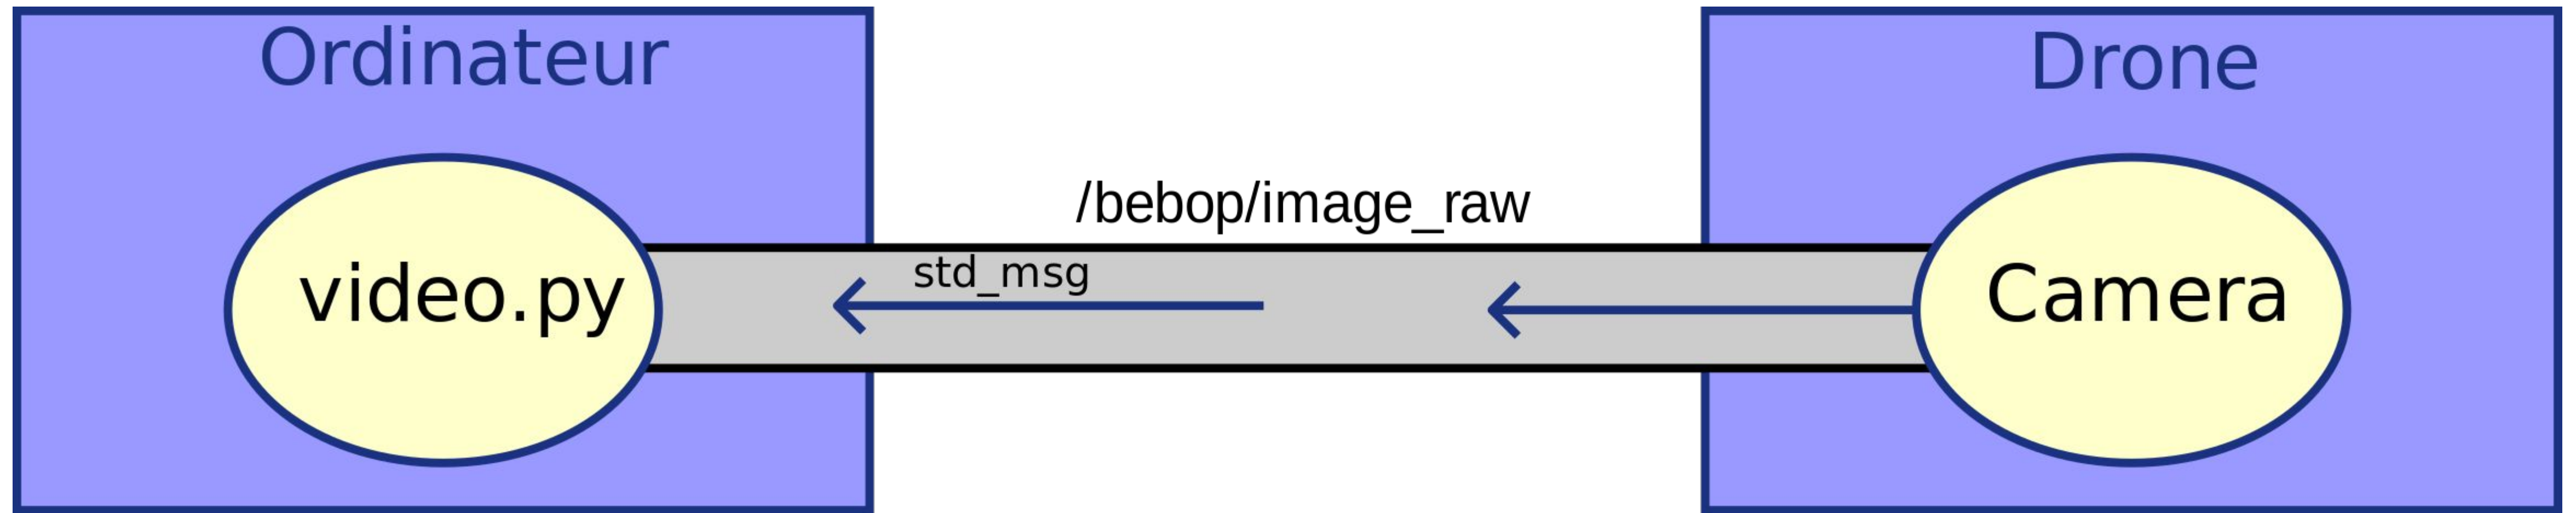 Ordinateur
Drone
/bebop/image_raw
std_msg
video.py
Camera